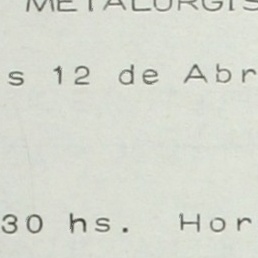 METALURGIS
s 12 de Abr
30 hs. Hor